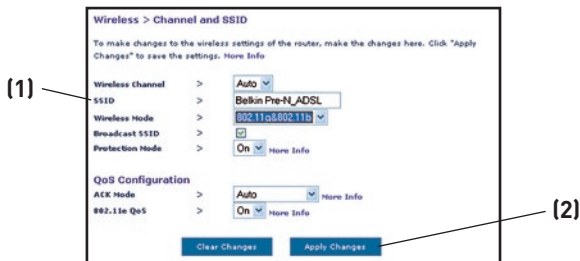 Wireless > Channel and SSID
To make changes to the wireless settings of the router, make the changes here. Click "Apply
Changes" to save the settings. More Info
Wireless Channel > Auto
(1)
SSID > Belkin Pre-N_ADSL
Wireless Mode > 802.11g&802.11b
Broadcast SSID >
Protection Mode > On More Info
QoS Configuration
ACK Mode > Auto More Info
802.11e QoS > On More Info
(2)
Clear Changes Apply Changes